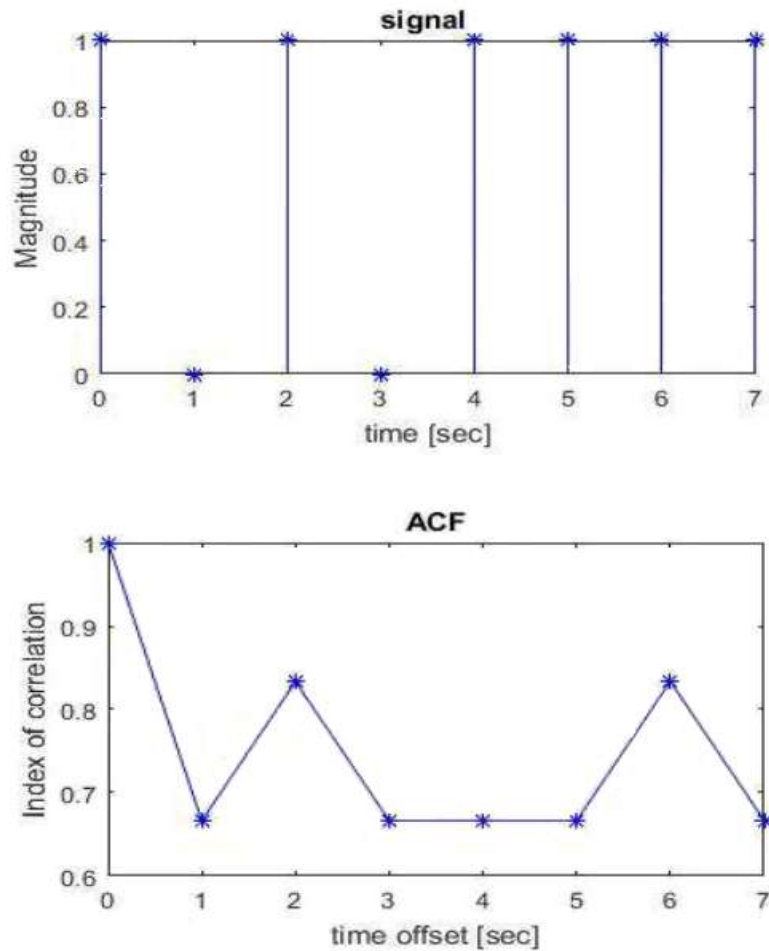 signal
1
0.8
0.6
0.4
0.2
0
0 1 2 3 4 5 6 7
Magnitude
time [sec]
ACF
1
0.9
0.8
0.7
0.6
0 1 2 3 4 5 6 7
Index of correlation
time offset [sec]